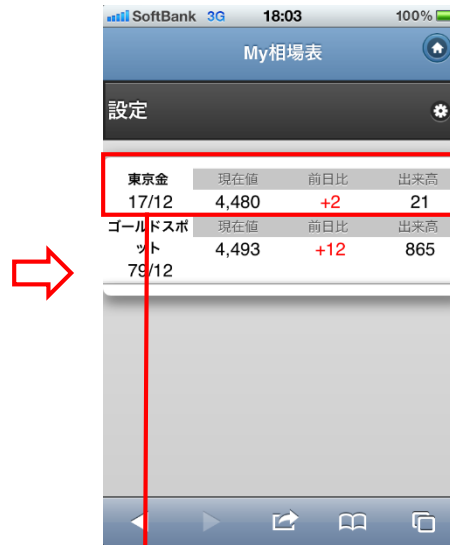 SoftBank 3G 18:03 100%
My相場表
設定
東京金 現在値 前日比 出来高
17/12 4,480 +2 21
ゴールドスポ 現在値 前日比 出来高
ット 4,493 +12 865
79/12